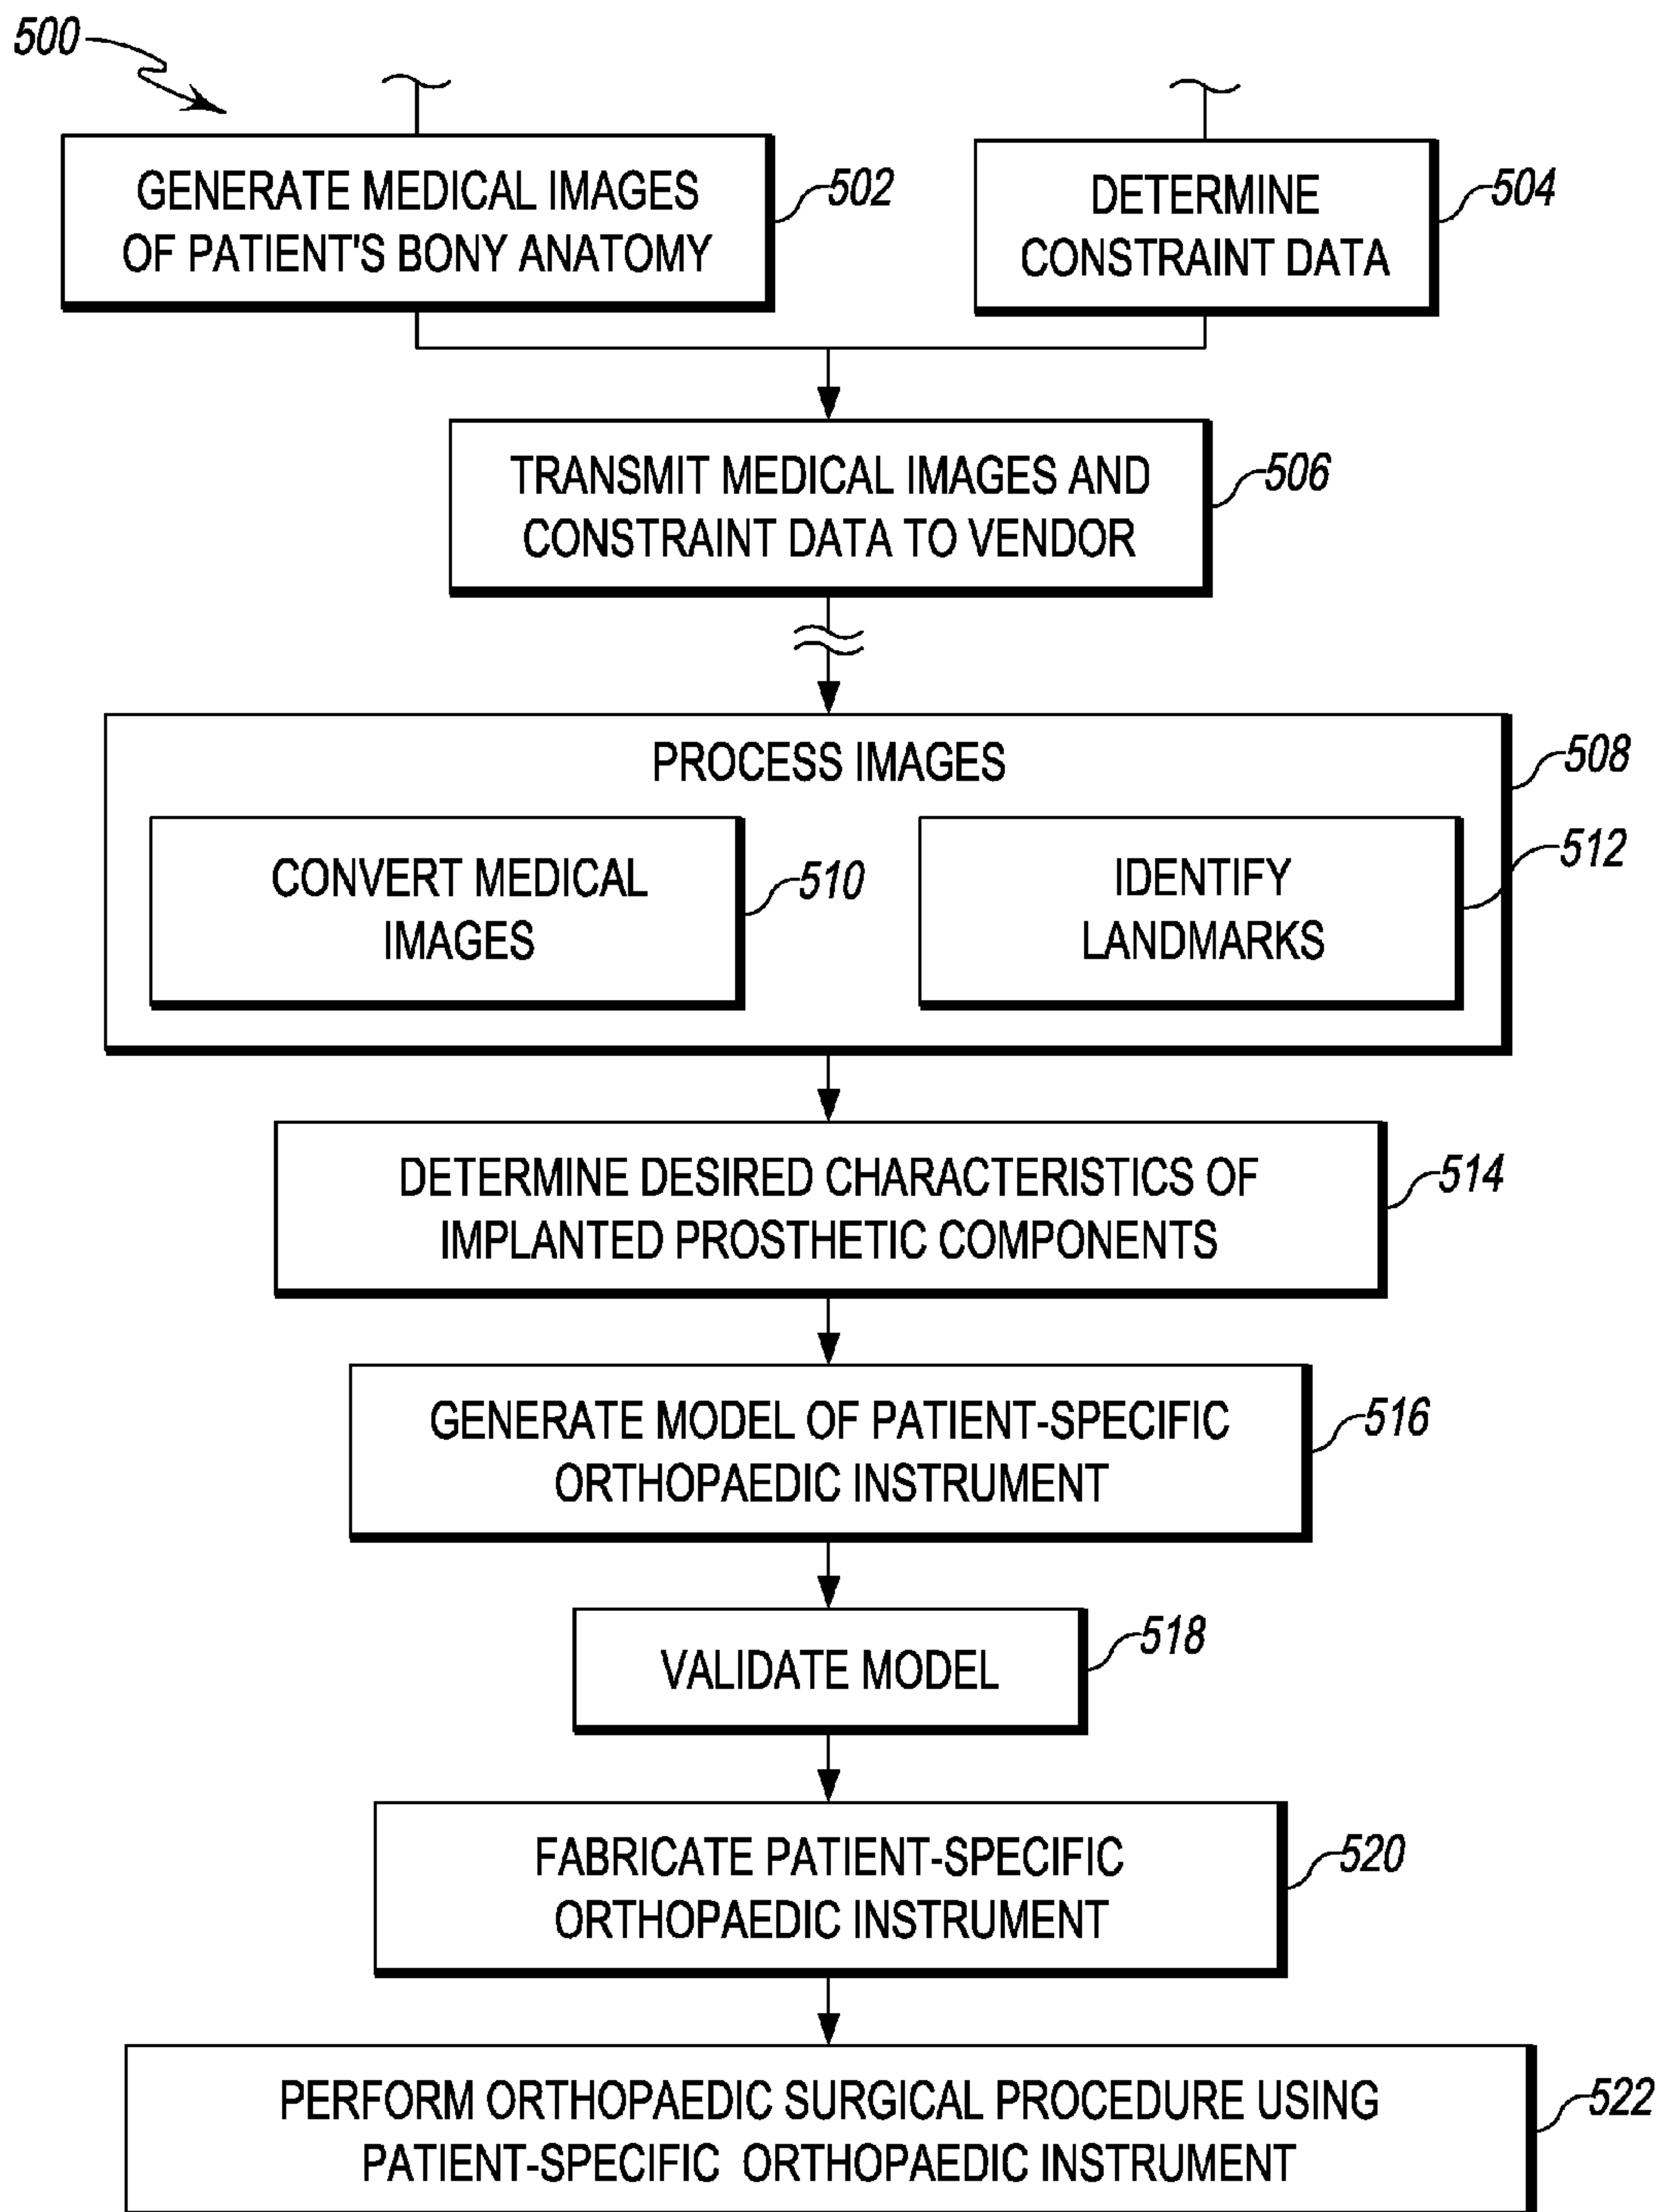 500
GENERATE MEDICAL IMAGES
OF PATIENT'S BONY ANATOMY
502
DETERMINE
CONSTRAINT DATA
504
TRANSMIT MEDICAL IMAGES AND
CONSTRAINT DATA TO VENDOR
506
PROCESS IMAGES
508
CONVERT MEDICAL
IMAGES
510
IDENTIFY
LANDMARKS
512
DETERMINE DESIRED CHARACTERISTICS OF
IMPLANTED PROSTHETIC COMPONENTS
514
GENERATE MODEL OF PATIENT-SPECIFIC
ORTHOPAEDIC INSTRUMENT
516
VALIDATE MODEL
518
FABRICATE PATIENT-SPECIFIC
ORTHOPAEDIC INSTRUMENT
520
PERFORM ORTHOPAEDIC SURGICAL PROCEDURE USING
PATIENT-SPECIFIC ORTHOPAEDIC INSTRUMENT
522